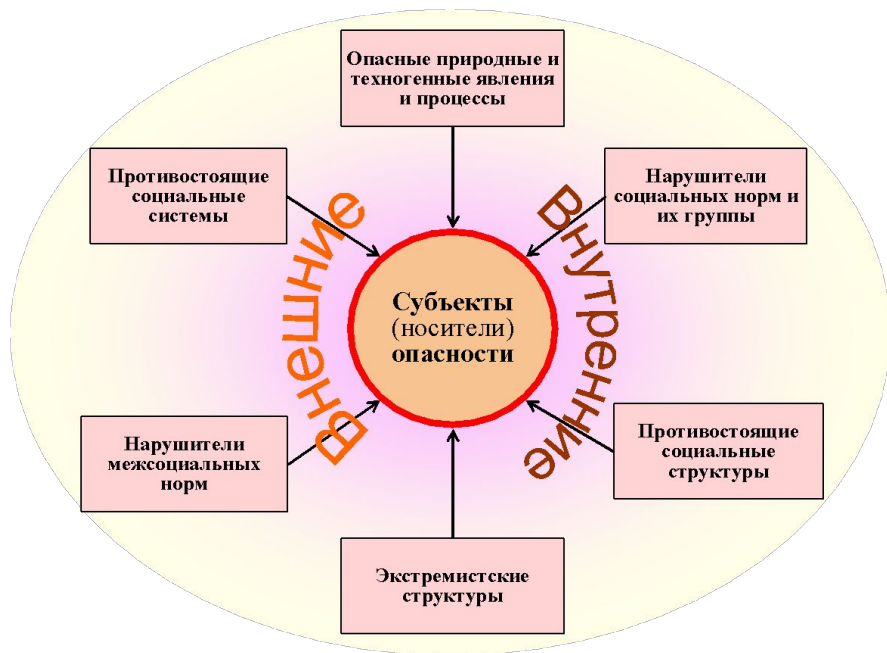 Опасные природные и
техногенные явления
и процессы
Противостоящие
социальные
системы
Нарушители
социальных норм и
их группы
Внешние
Внутренние
Субъекты
(носители)
опасности
Нарушители
межсоциальных
норм
Противостоящие
социальные
структуры
Экстремистские
структуры